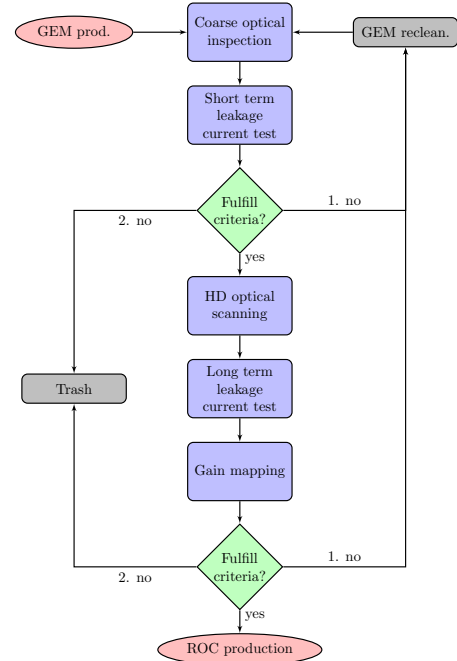 GEM prod.
Coarse optical
inspection
GEM reclean.
Short term
leakage
current test
Fulfill
criteria?
2. no
1. no
yes
HD optical
scanning
Trash
Long term
leakage
current test
Gain mapping
Fulfill
criteria?
2. no
1. no
yes
ROC production